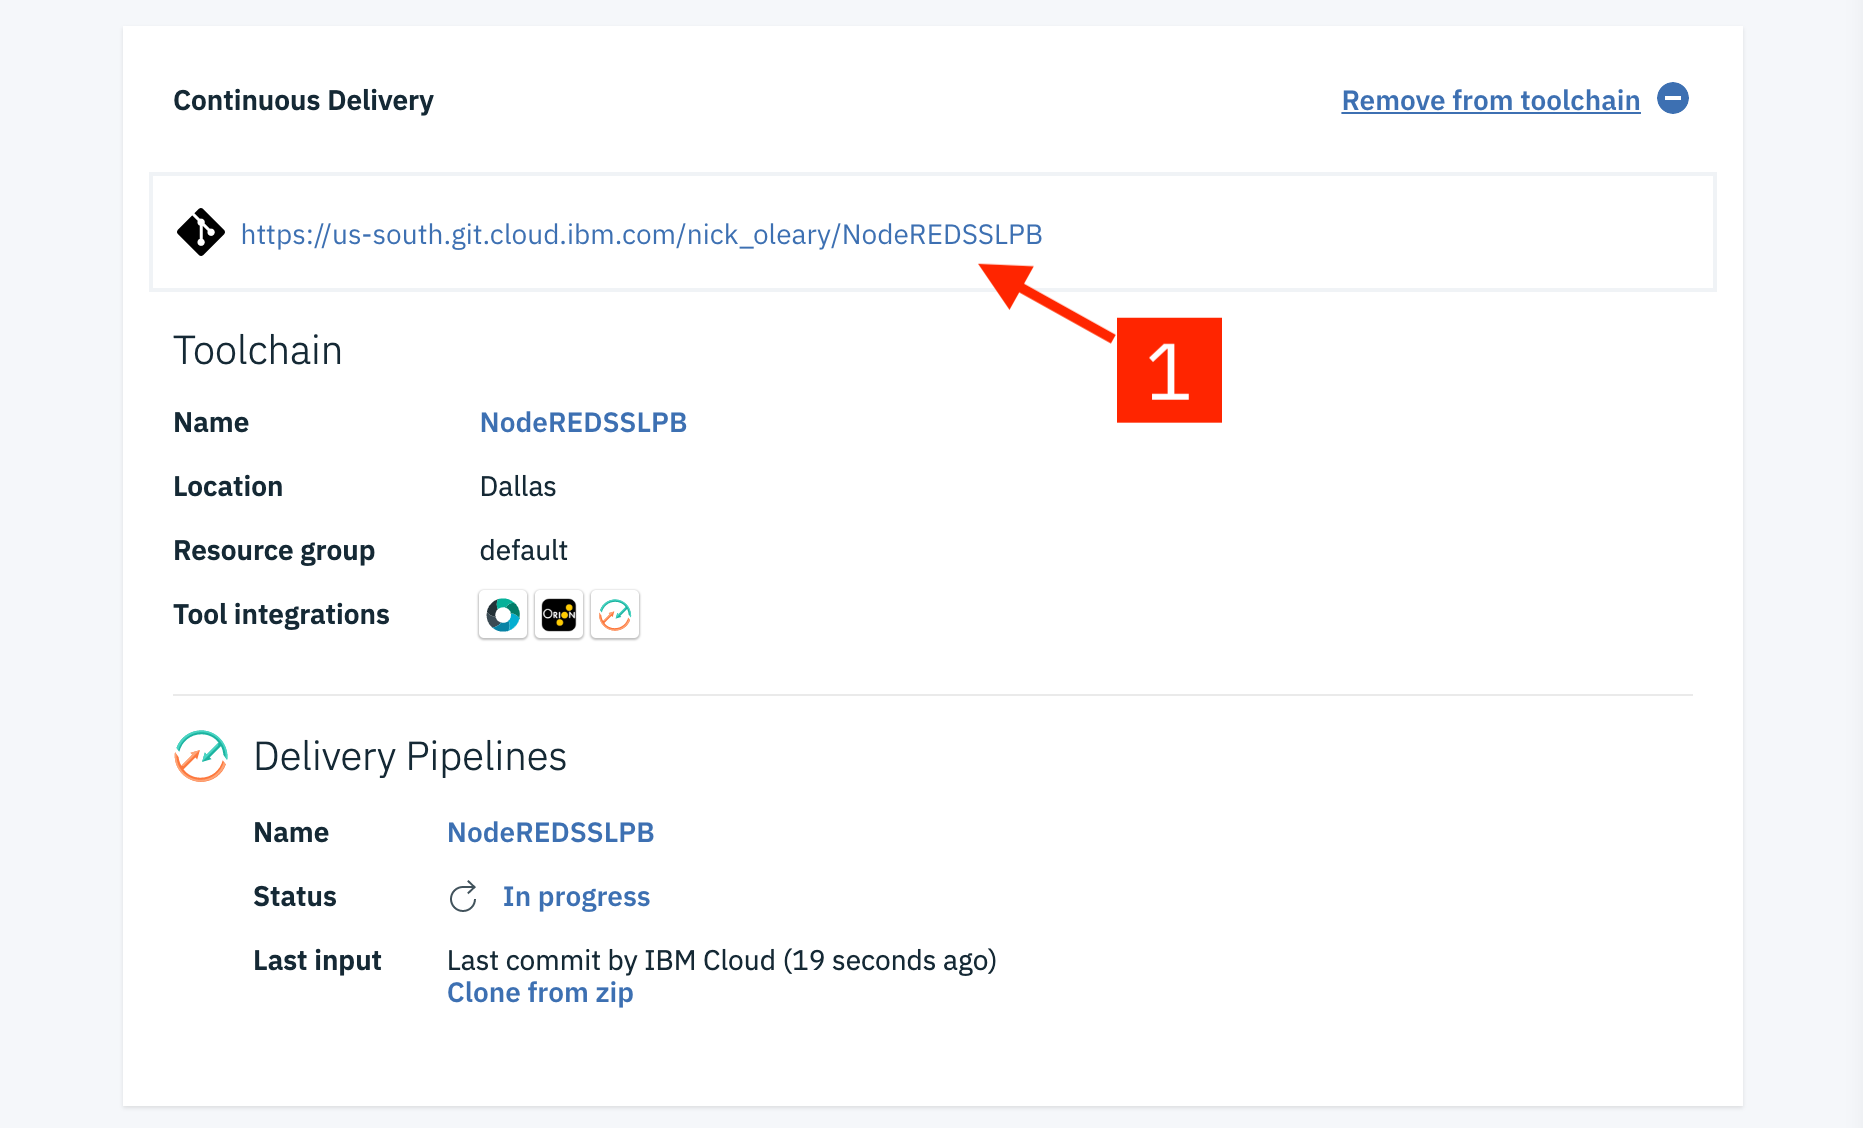 Continuous Delivery
Remove from toolchain
https://us-south.git.cloud.ibm.com/nick_oleary/NodeREDSSLPB
1
Toolchain
Name NodeREDSSLPB
Location Dallas
Resource group default
Tool integrations ORION
Delivery Pipelines
Name NodeREDSSLPB
Status In progress
Last input Last commit by IBM Cloud (19 seconds ago)
Clone from zip